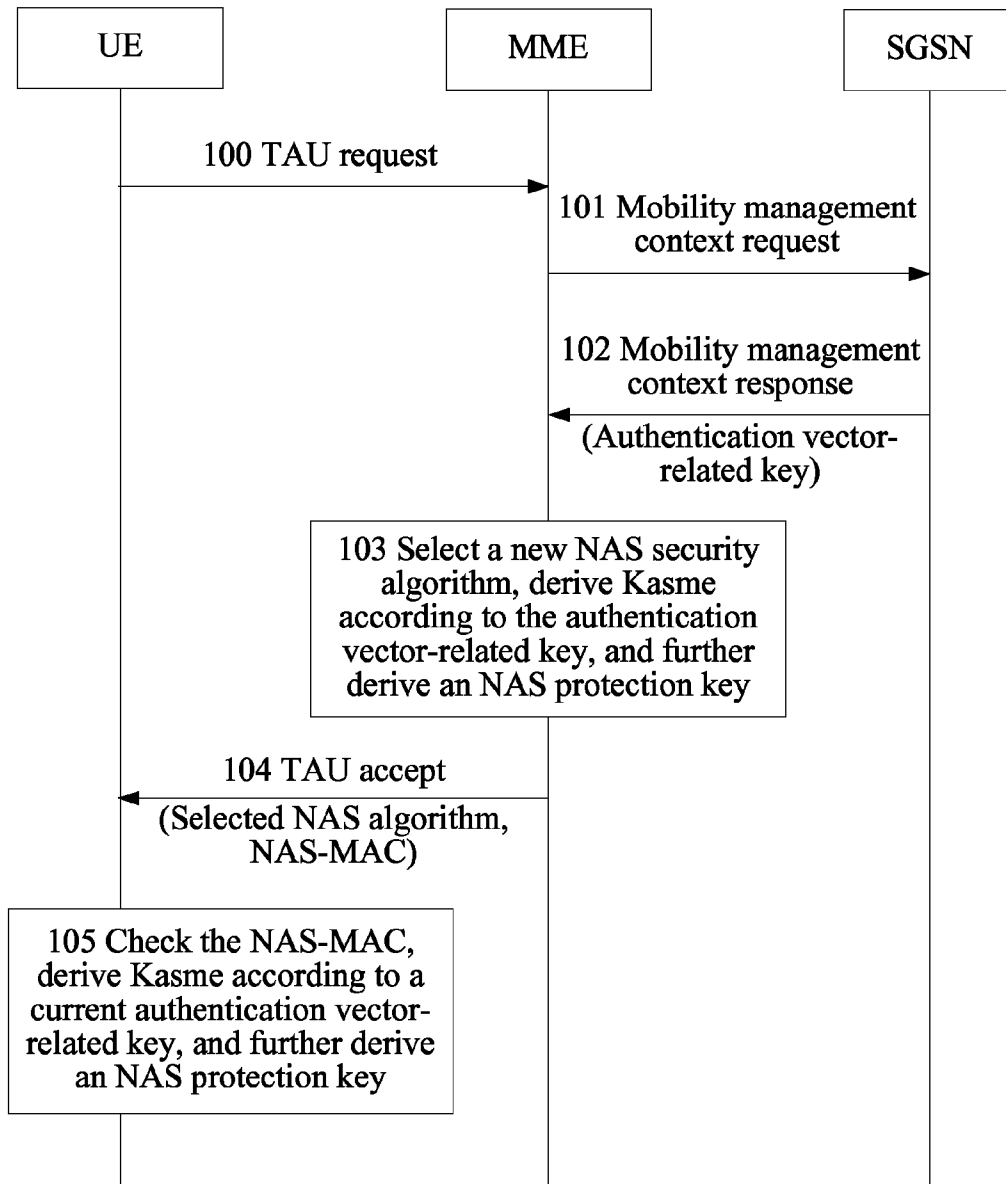 UE
MME
SGSN
100 TAU request
101 Mobility management
context request
102 Mobility management
context response
(Authentication vector-
related key)
103 Select a new NAS security
algorithm, derive Kasme
according to the authentication
vector-related key, and further
derive an NAS protection key
104 TAU accept
(Selected NAS algorithm,
NAS-MAC)
105 Check the NAS-MAC,
derive Kasme according to a
current authentication vector-
related key, and further derive
an NAS protection key